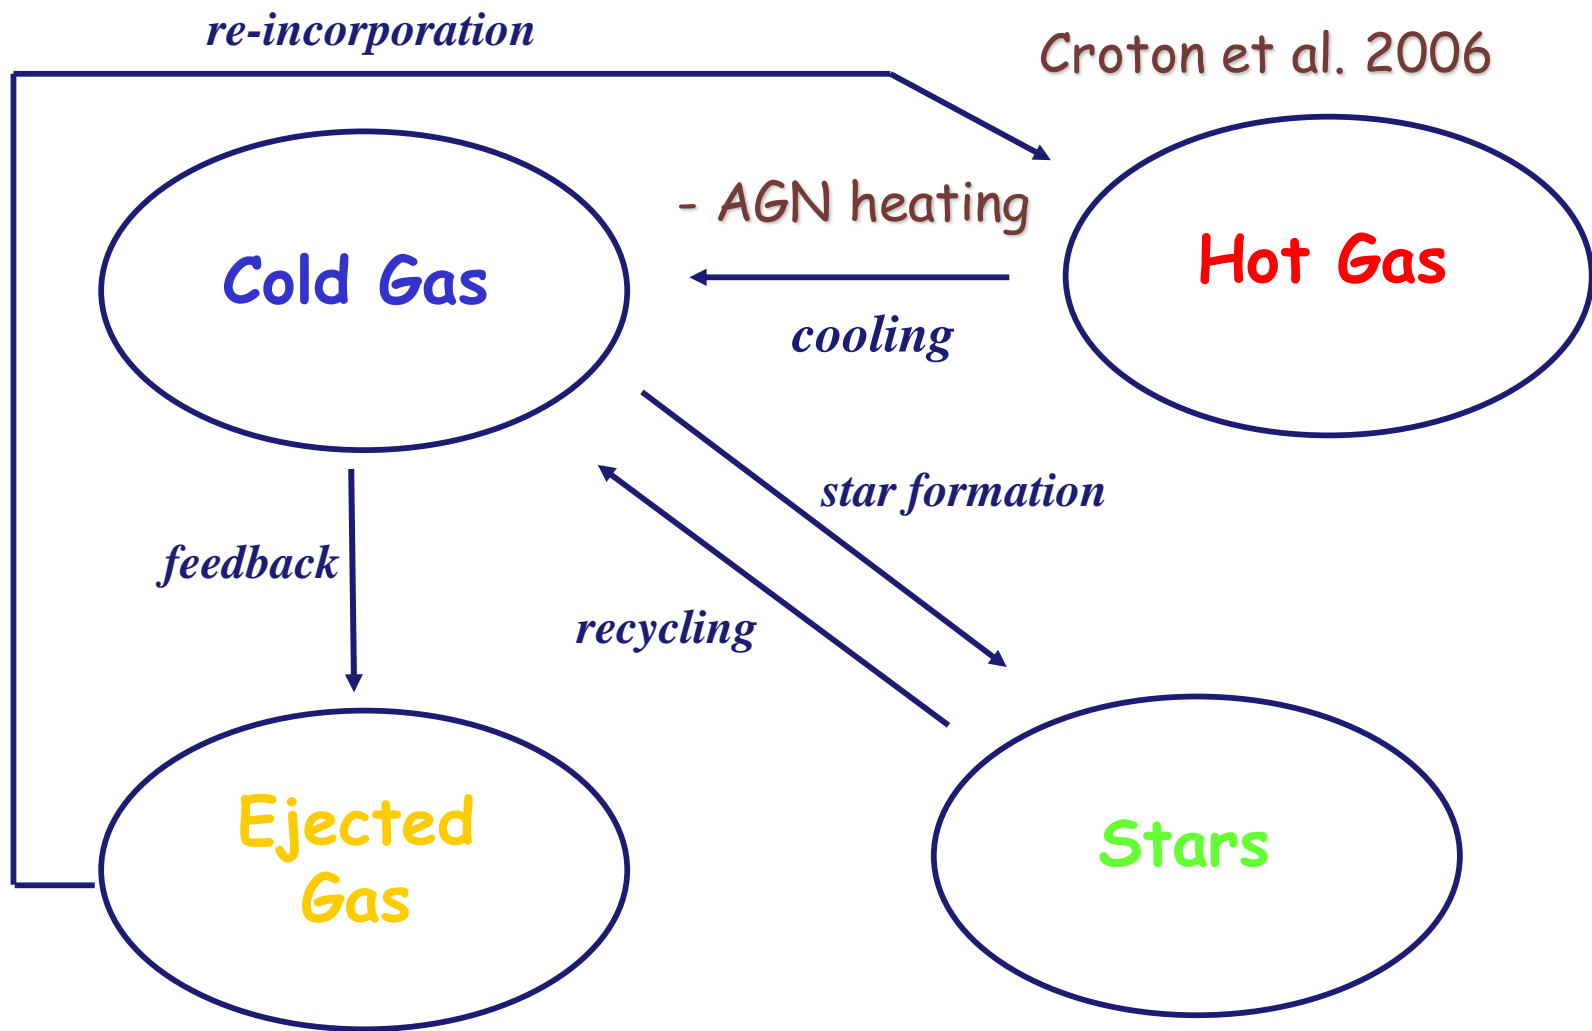 re-incorporation
Croton et al. 2006
- AGN heating
Cold Gas
Hot Gas
cooling
star formation
feedback
recycling
Ejected
Gas
Stars